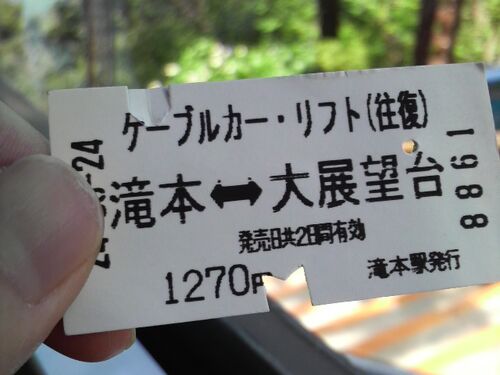 ケーブルカー・リフト(往復)
滝本↔大展望台
発売日共2日間有効
1270円
滝本駅発行
8861